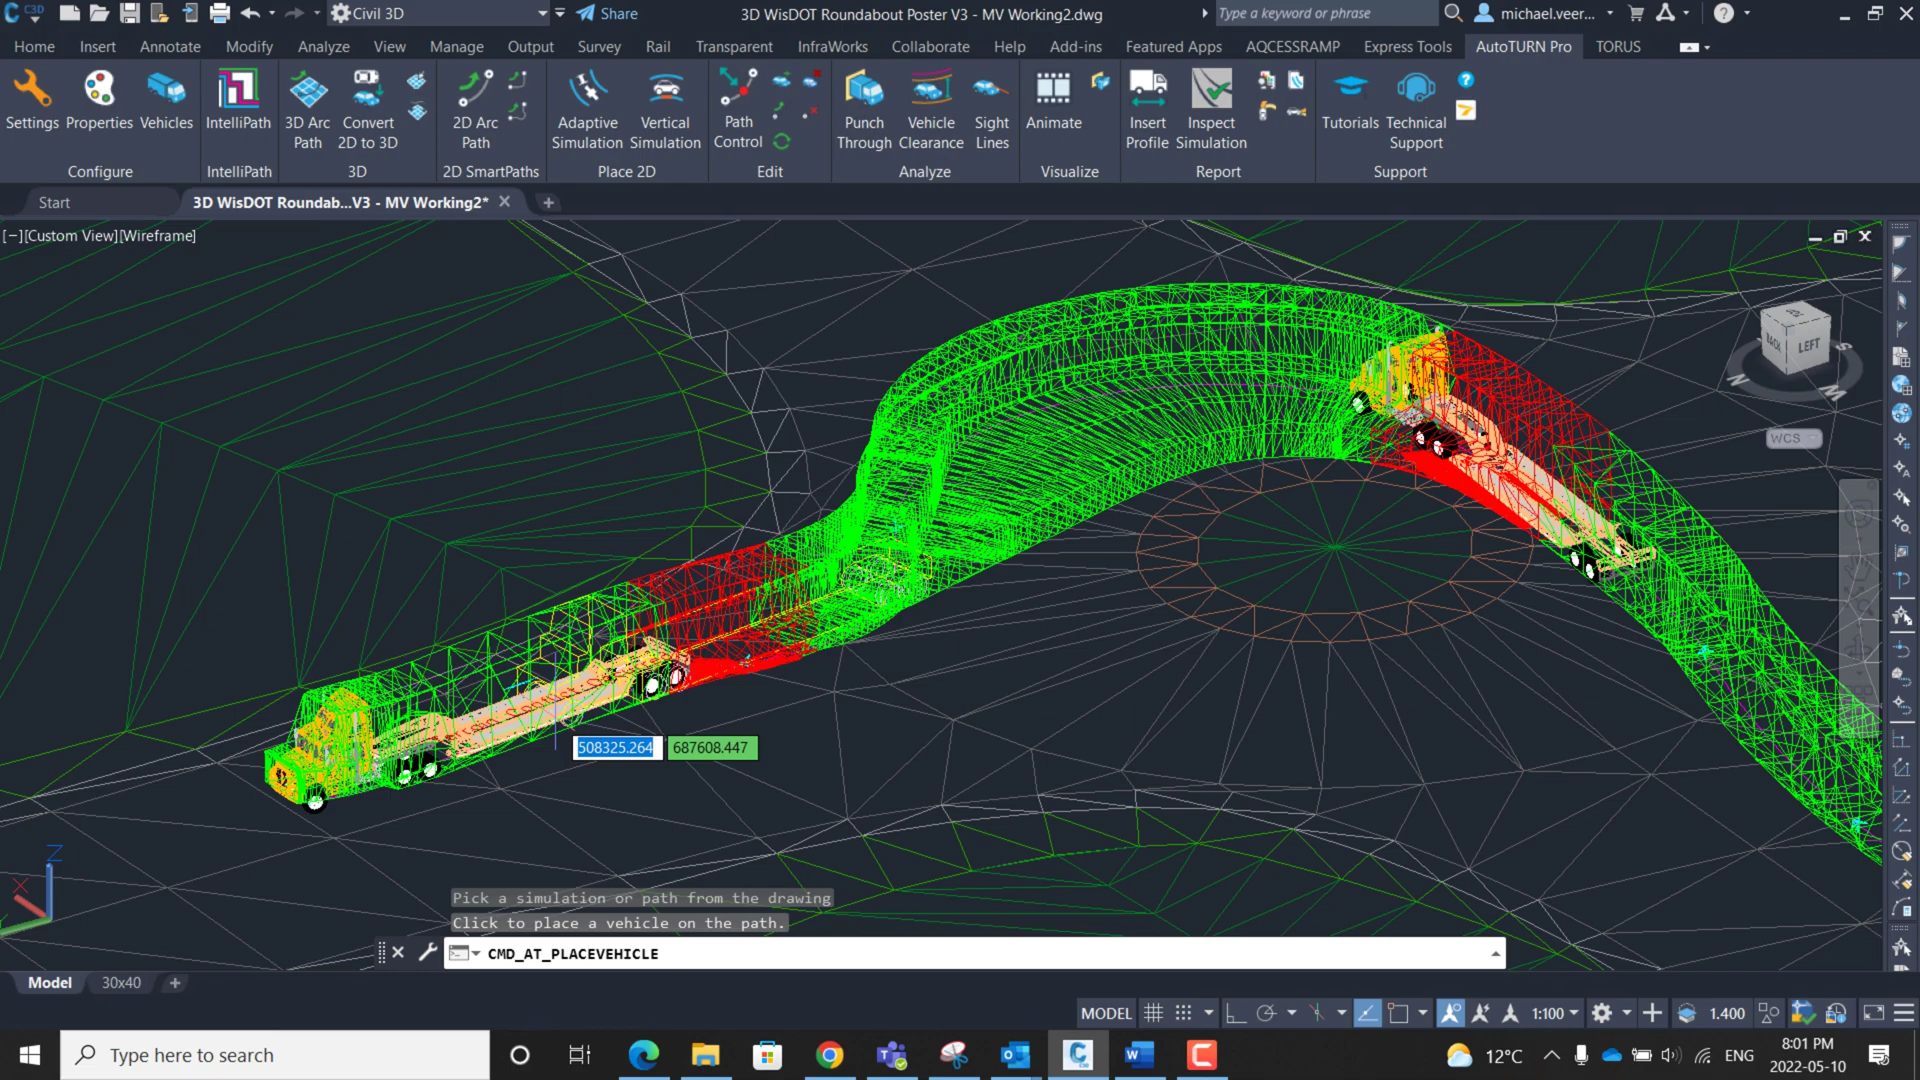 C3D
Civil 3D
Share
3D WisDOT Roundabout Poster V3 - MV Working2.dwg
Type a keyword or phrase
michael.veer...
Home Insert Annotate Modify Analyze View Manage Output Survey Rail Transparent InfraWorks Collaborate Help Add-ins Featured Apps AQCESSRAMP Express Tools AutoTURN Pro TORUS
Settings Properties Vehicles IntelliPath 3D Arc Path Convert 2D to 3D 2D Arc Path Adaptive Simulation Vertical Simulation Path Control Punch Through Vehicle Clearance Sight Lines Animate Insert Profile Inspect Simulation Tutorials Technical Support
Configure IntelliPath 3D 2D SmartPaths Place 2D Edit Analyze Visualize Report Support
Start 3D WisDOT Roundab...V3 - MV Working2*
[−][Custom View][Wireframe]
BACK LEFT
WCS
508325.264 687608.447
Z
X
Pick a simulation or path from the drawing
Click to place a vehicle on the path.
CMD_AT_PLACEVEHICLE
Model 30x40
MODEL 1:100 1.400
Type here to search
12°C ENG
8:01 PM
2022-05-10